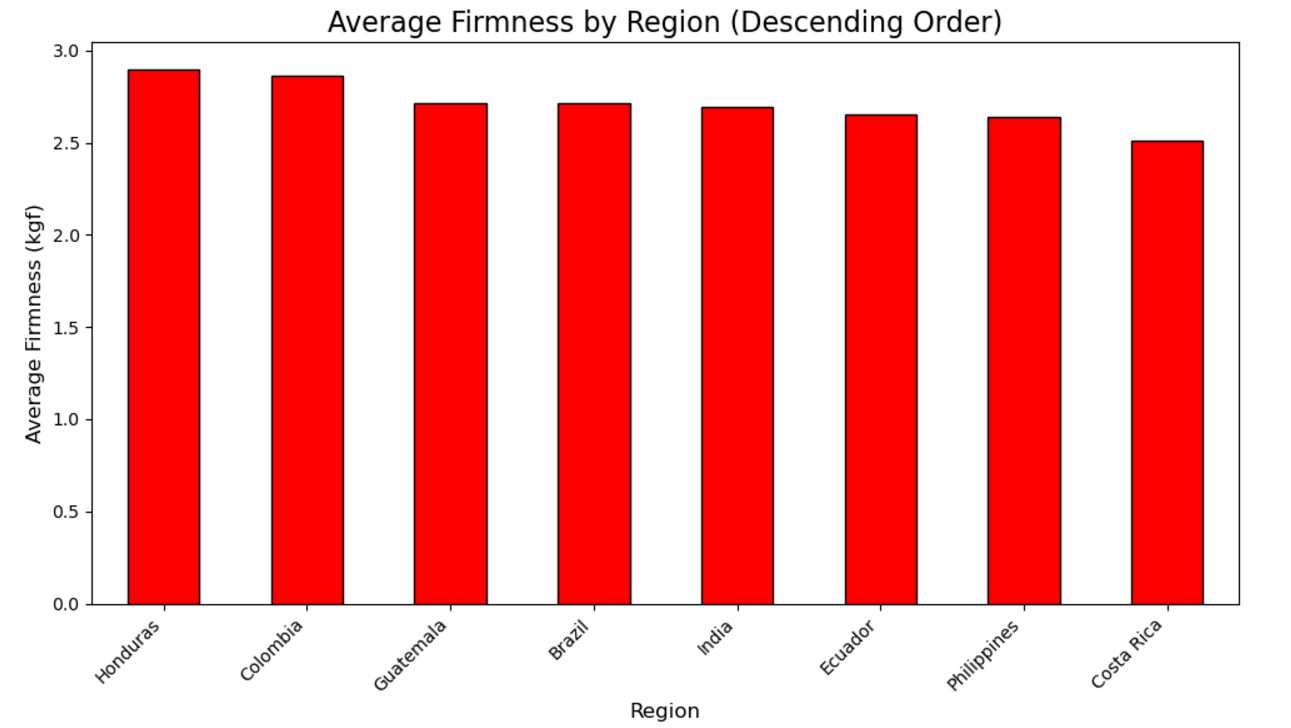 Average Firmness by Region (Descending Order)
Average Firmness (kgf)
3.0
2.5
2.0
1.5
1.0
0.5
0.0
Honduras
Colombia
Guatemala
Brazil
India
Ecuador
Philippines
Costa Rica
Region